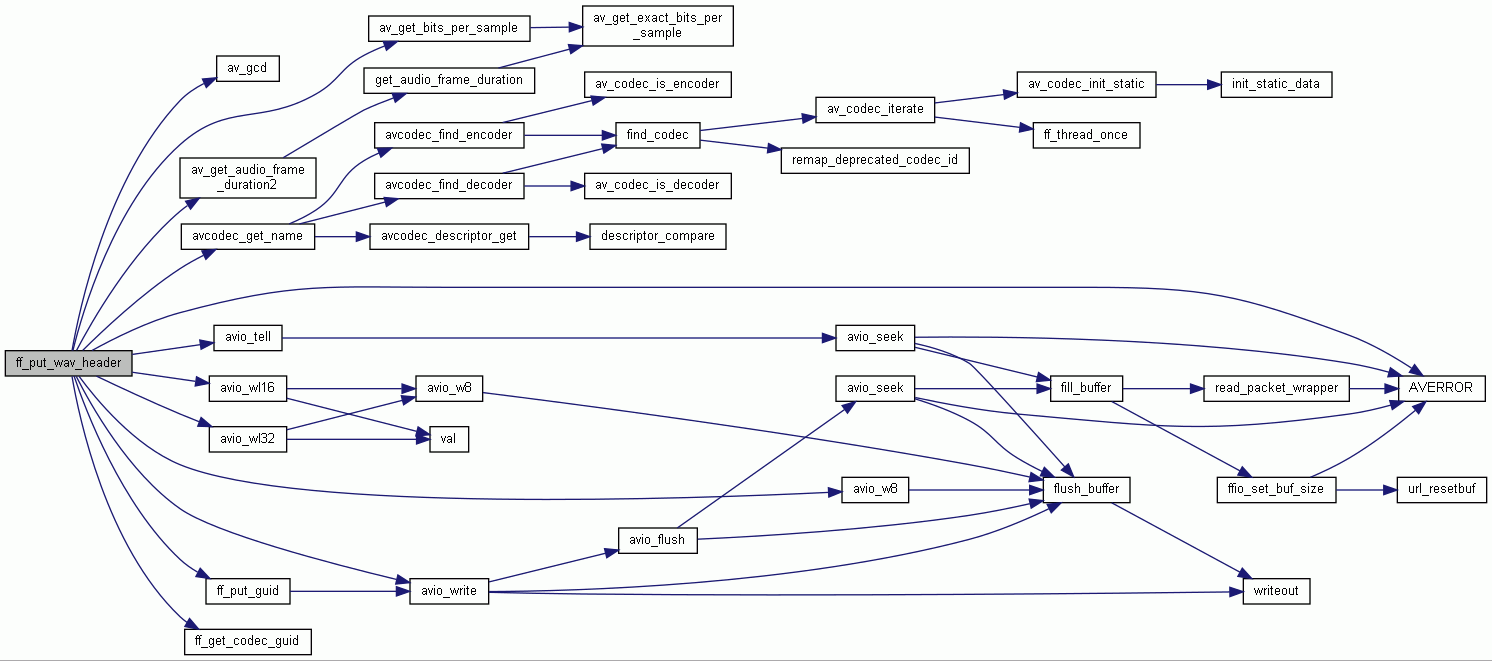 av_get_bits_per_sample
av_get_exact_bits_per
_sample
av_gcd
get_audio_frame_duration
av_codec_is_encoder
av_codec_init_static
init_static_data
av_codec_iterate
avcodec_find_encoder
find_codec
ff_thread_once
remap_deprecated_codec_id
av_get_audio_frame
_duration2
avcodec_find_decoder
av_codec_is_decoder
avcodec_get_name
avcodec_descriptor_get
descriptor_compare
avio_tell
avio_seek
ff_put_wav_header
avio_wl16
avio_w8
avio_seek
fill_buffer
read_packet_wrapper
AVERROR
avio_wl32
val
avio_w8
flush_buffer
ffio_set_buf_size
url_resetbuf
avio_flush
ff_put_guid
avio_write
writeout
ff_get_codec_guid